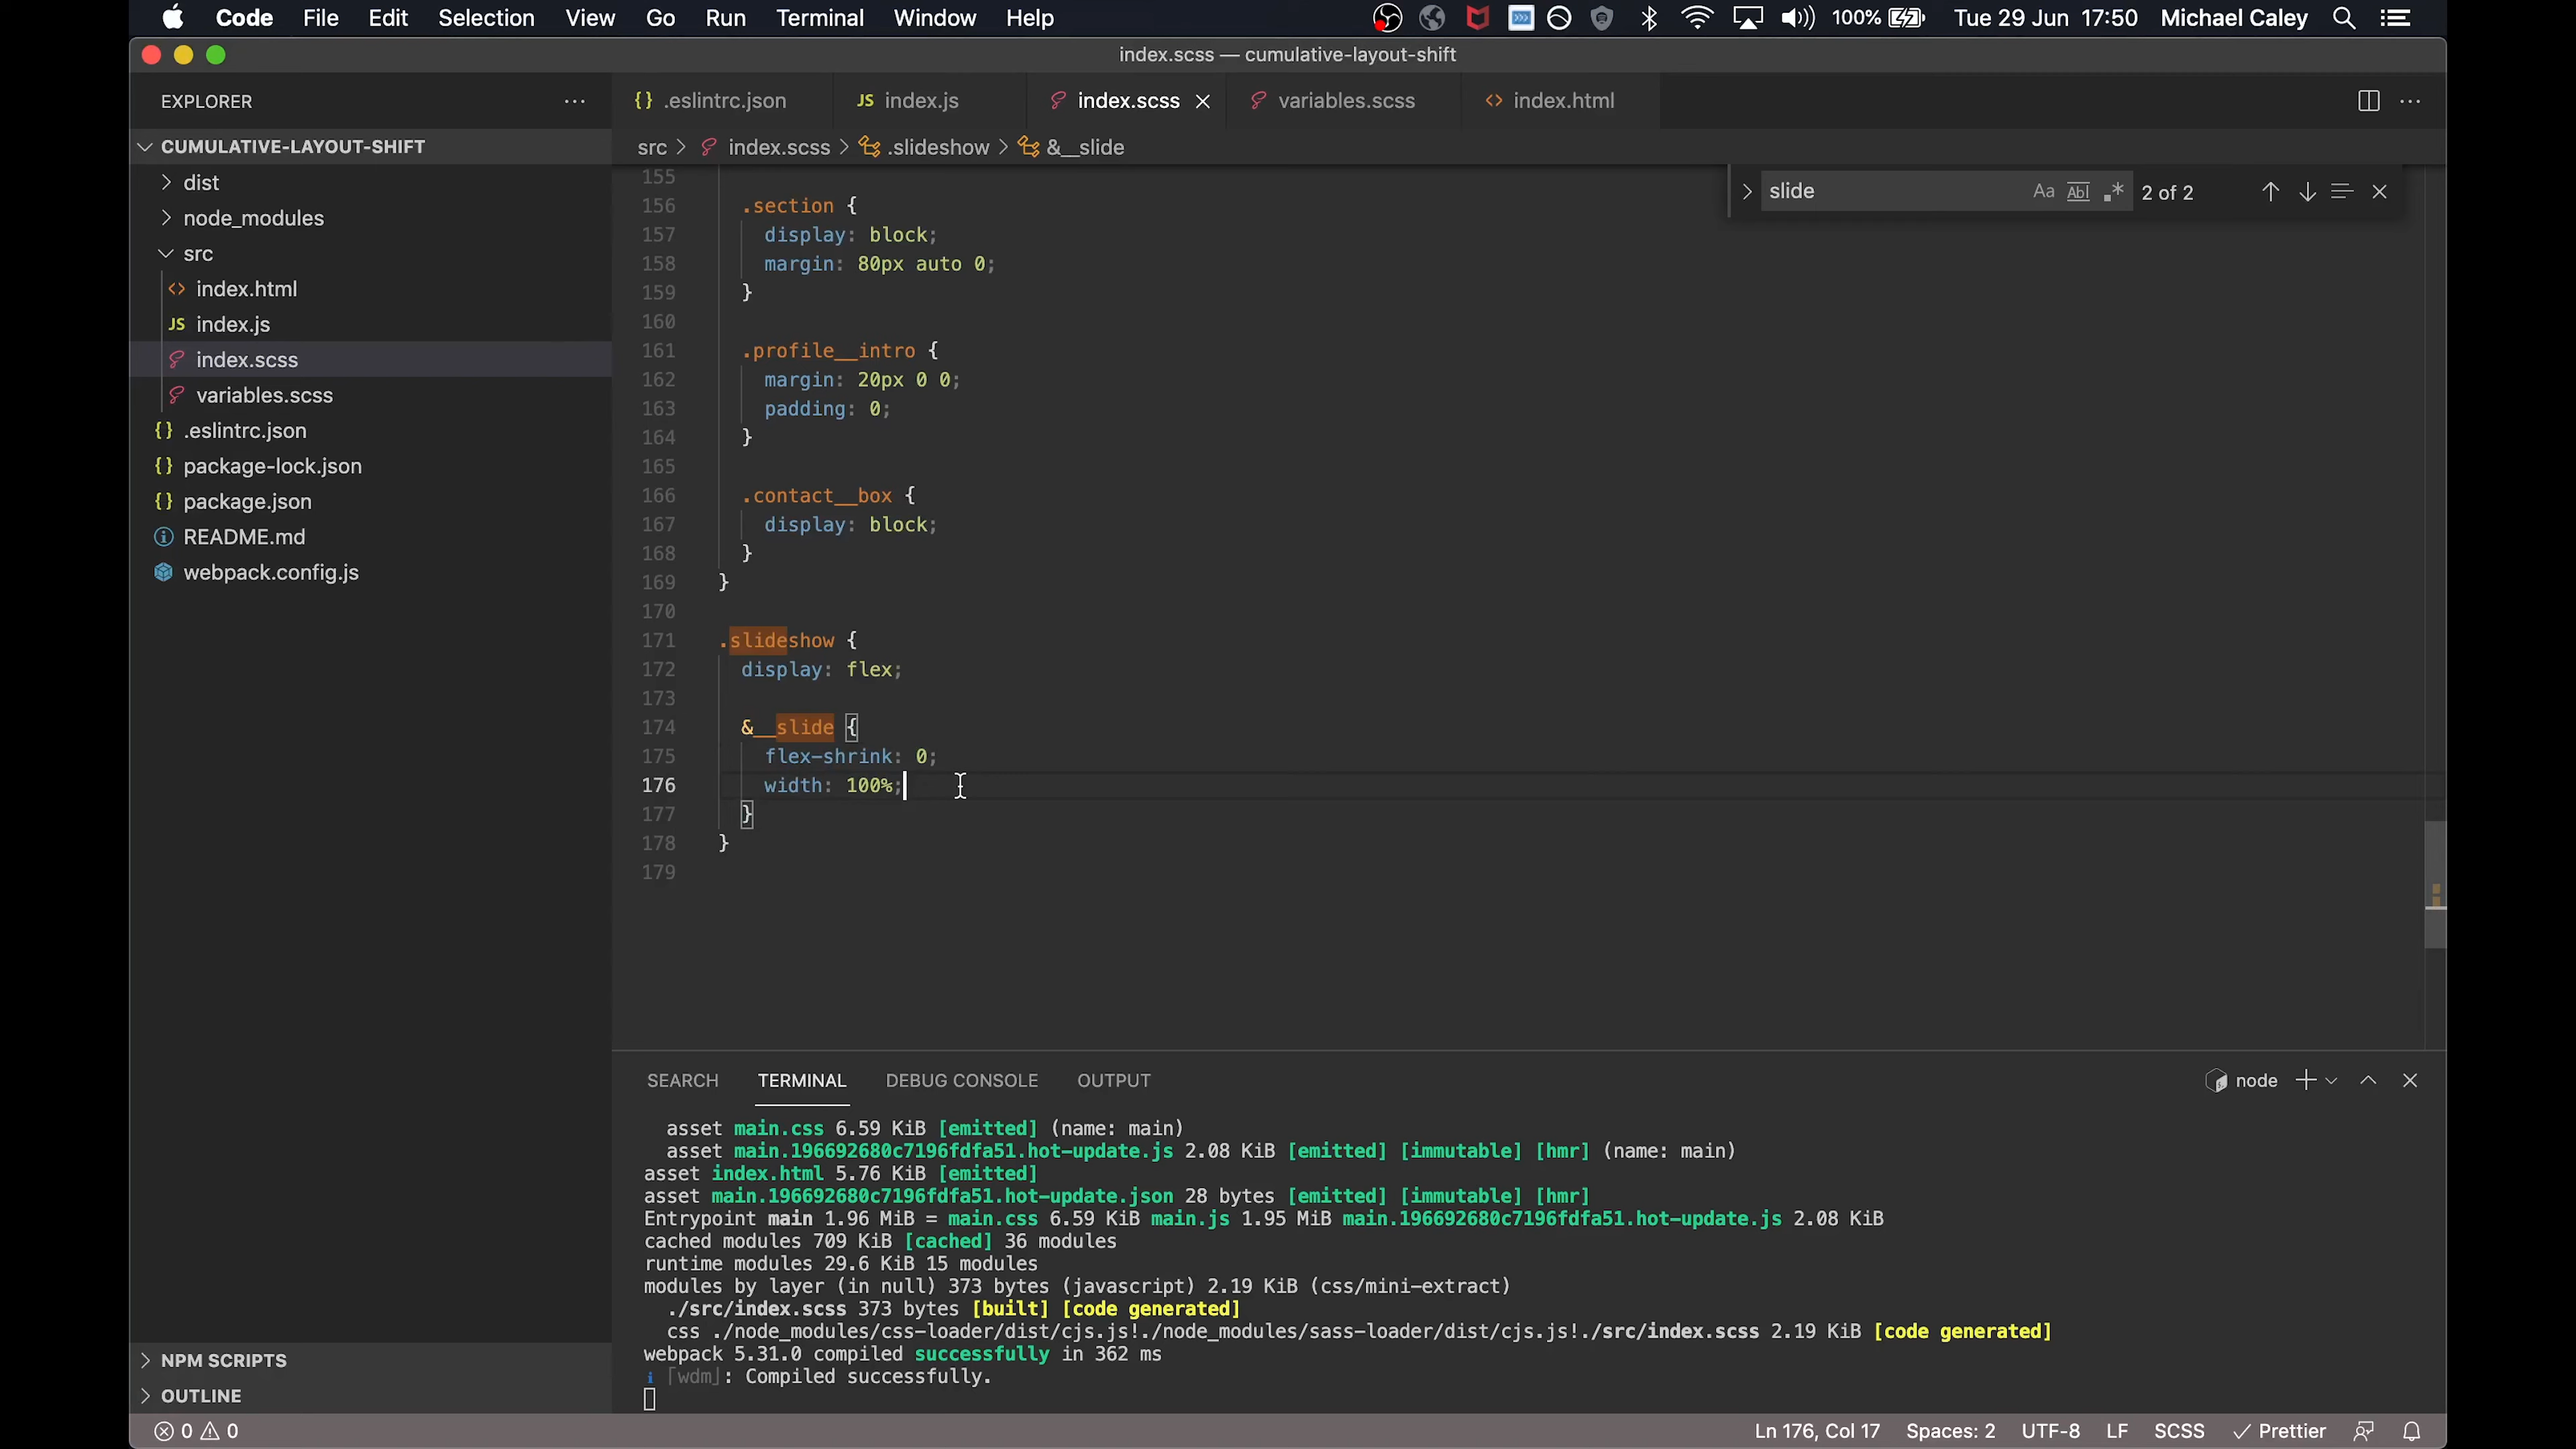 Code File Edit Selection View Go Run Terminal Window Help 100% Tue 29 Jun 17:50 Michael Caley
index.scss — cumulative-layout-shift
EXPLORER
CUMULATIVE-LAYOUT-SHIFT
dist
node_modules
src
index.html
index.js
index.scss
variables.scss
.eslintrc.json
package-lock.json
package.json
README.md
webpack.config.js
NPM SCRIPTS
OUTLINE
{} .eslintrc.json JS index.js index.scss variables.scss <> index.html
src > index.scss > .slideshow > &__slide
slide Aa Abl .* 2 of 2
155
156 .section {
157 display: block;
158 margin: 80px auto 0;
159 }
160
161 .profile__intro {
162 margin: 20px 0 0;
163 padding: 0;
164 }
165
166 .contact__box {
167 display: block;
168 }
169 }
170
171 .slideshow {
172 display: flex;
173
174 &__slide {
175 flex-shrink: 0;
176 width: 100%;
177 }
178 }
179
SEARCH TERMINAL DEBUG CONSOLE OUTPUT node
asset main.css 6.59 KiB [emitted] (name: main)
asset main.196692680c7196fdfa51.hot-update.js 2.08 KiB [emitted] [immutable] [hmr] (name: main)
asset index.html 5.76 KiB [emitted]
asset main.196692680c7196fdfa51.hot-update.json 28 bytes [emitted] [immutable] [hmr]
Entrypoint main 1.96 MiB = main.css 6.59 KiB main.js 1.95 MiB main.196692680c7196fdfa51.hot-update.js 2.08 KiB
cached modules 709 KiB [cached] 36 modules
runtime modules 29.6 KiB 15 modules
modules by layer (in null) 373 bytes (javascript) 2.19 KiB (css/mini-extract)
./src/index.scss 373 bytes [built] [code generated]
css ./node_modules/css-loader/dist/cjs.js!./node_modules/sass-loader/dist/cjs.js!./src/index.scss 2.19 KiB [code generated]
webpack 5.31.0 compiled successfully in 362 ms
i ｢wdm｣: Compiled successfully.
0 0 Ln 176, Col 17 Spaces: 2 UTF-8 LF SCSS Prettier